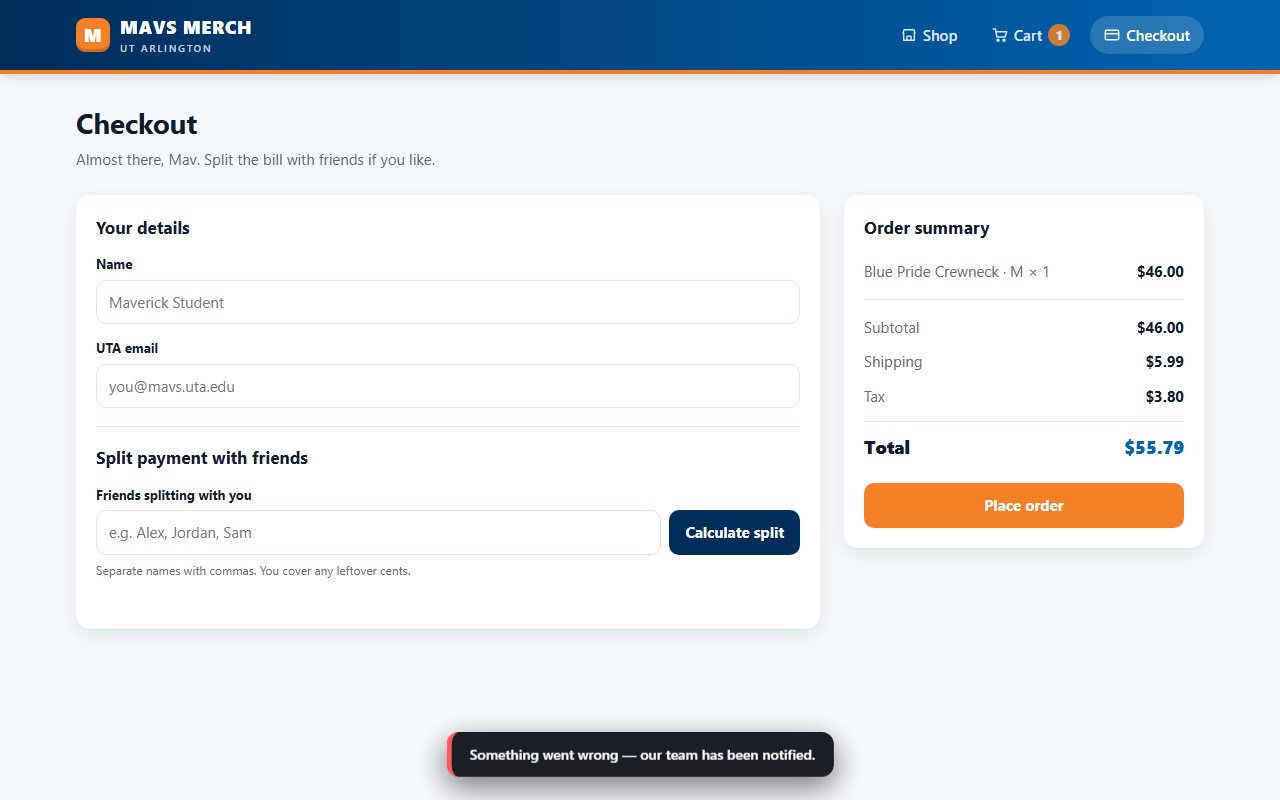 M
MAVS MERCH
UT ARLINGTON
Shop
Cart 1
Checkout
Checkout
Almost there, Mav. Split the bill with friends if you like.
Your details
Name
Maverick Student
UTA email
you@mavs.uta.edu
Split payment with friends
Friends splitting with you
e.g. Alex, Jordan, Sam
Calculate split
Separate names with commas. You cover any leftover cents.
Order summary
Blue Pride Crewneck · M × 1 $46.00
Subtotal $46.00
Shipping $5.99
Tax $3.80
Total $55.79
Place order
Something went wrong — our team has been notified.